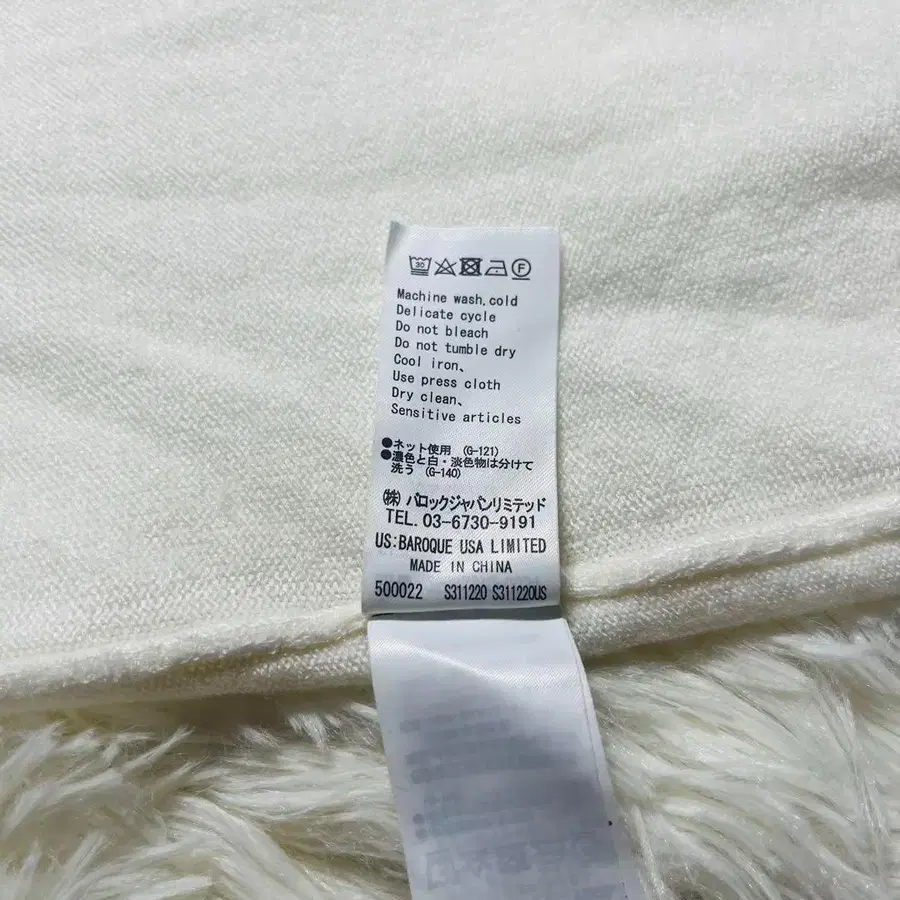 30 F
Machine wash.cold
Delicate cycle
Do not bleach
Do not tumble dry
Cool iron、
Use press cloth
Dry clean、
Sensitive articles
●ネット使用 (G-121)
●濃色と白・淡色物は分けて
洗う (G-140)
㈱ バロックジャパンリミテッド
TEL. 03-6730-9191
US:BAROQUE USA LIMITED
MADE IN CHINA
500022 S311220 S311220US